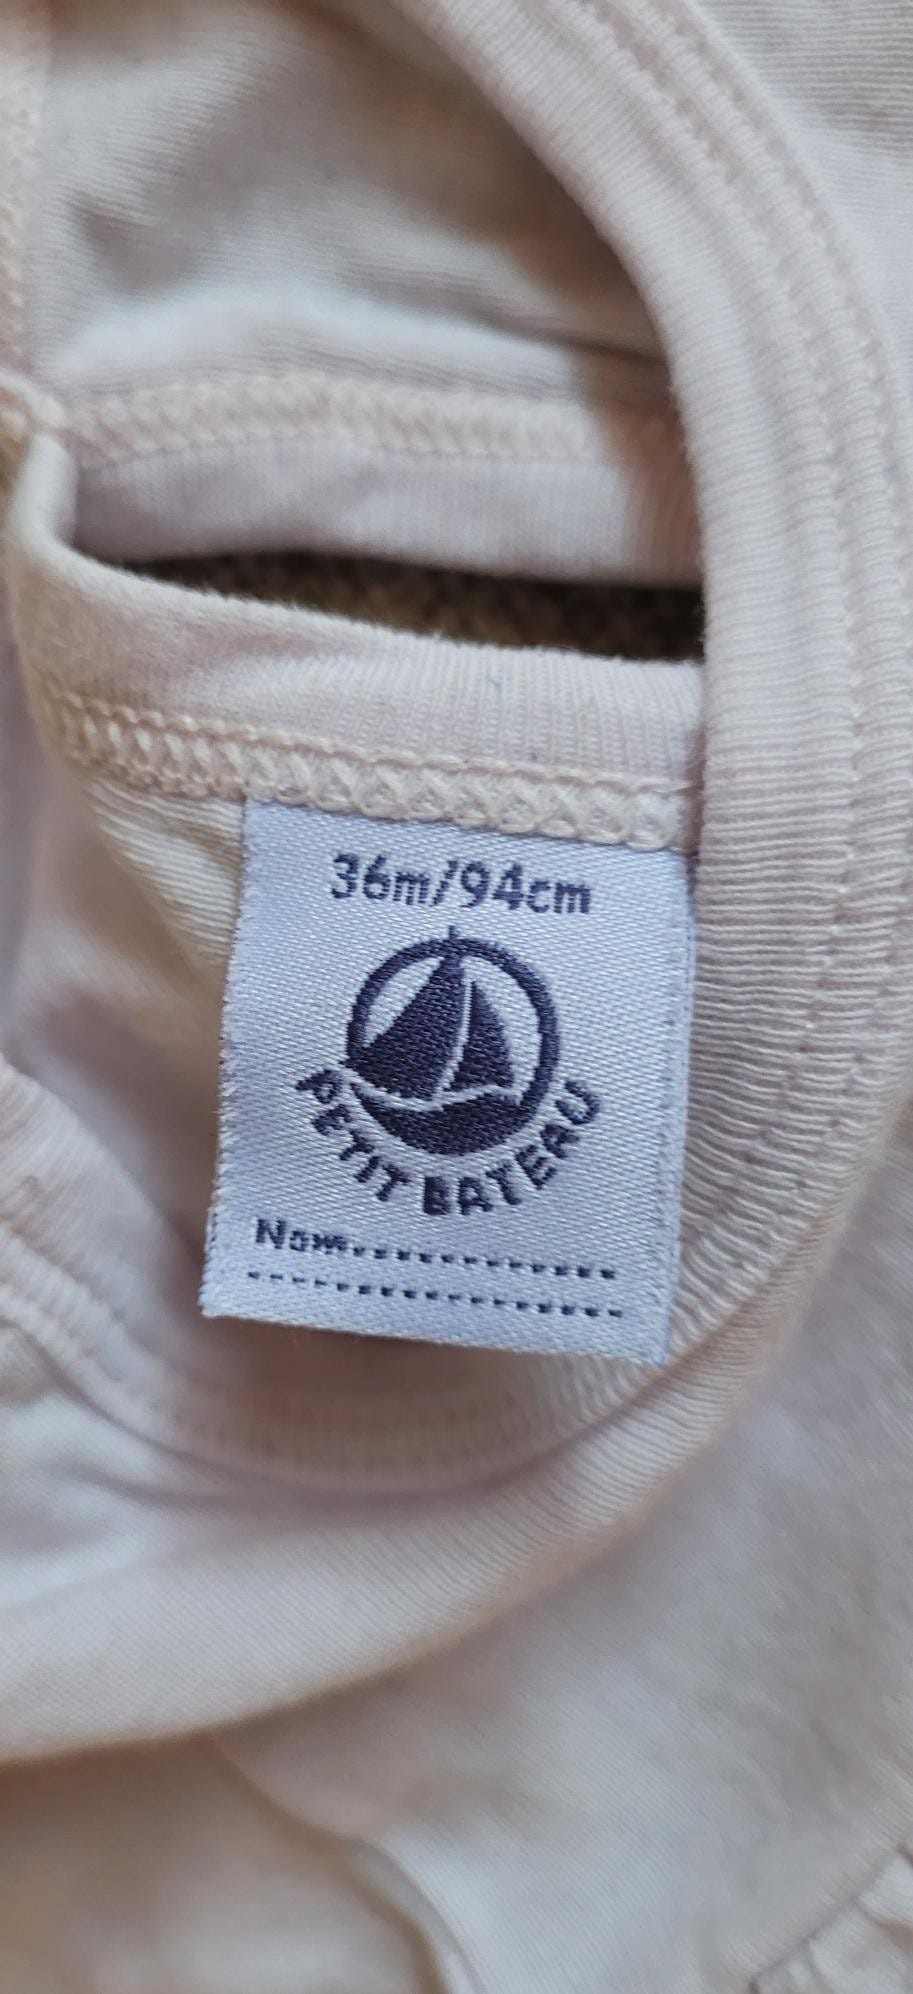 36m/94cm
PETIT BATEAU
Nom..............
....................